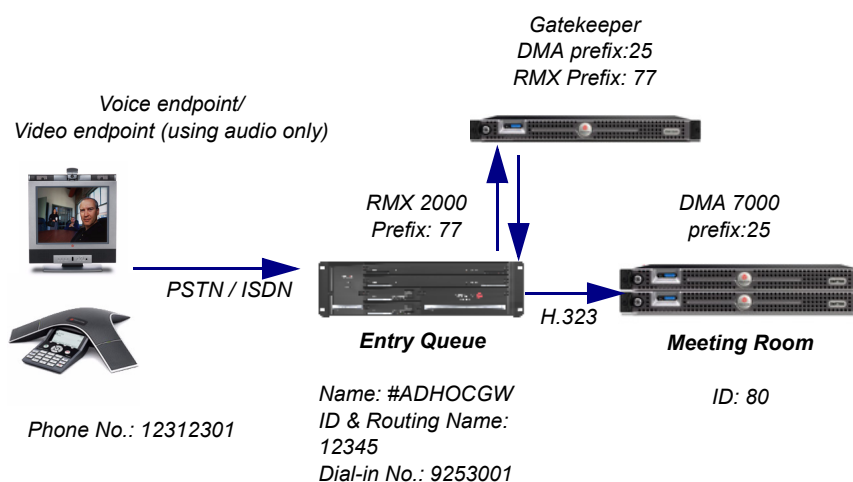 Gatekeeper
DMA prefix:25
RMX Prefix: 77
Voice endpoint/
Video endpoint (using audio only)
RMX 2000
Prefix: 77
DMA 7000
prefix:25
PSTN / ISDN
H.323
Entry Queue
Meeting Room
Name: #ADHOCGW
ID & Routing Name:
12345
Dial-in No.: 9253001
ID: 80
Phone No.: 12312301